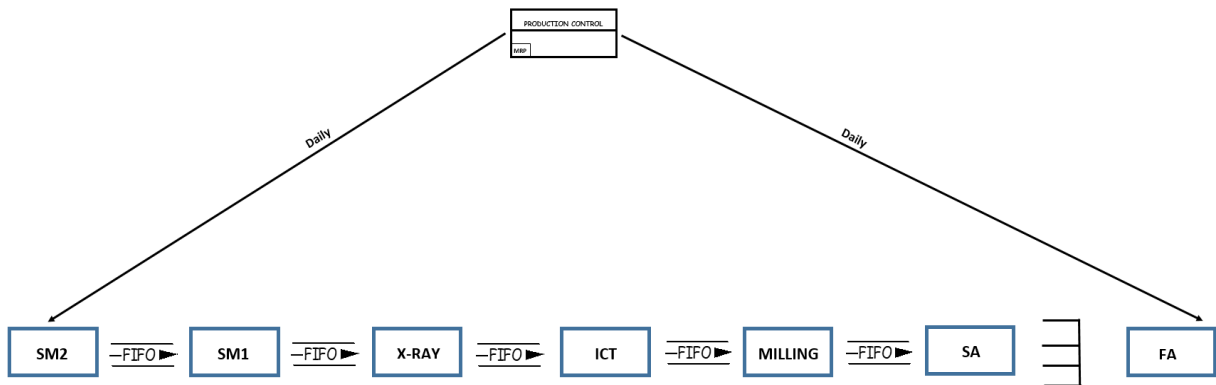 PRODUCTION CONTROL
MRP
Daily
Daily
SM2
FIFO
SM1
FIFO
X-RAY
FIFO
ICT
FIFO
MILLING
FIFO
SA
FA